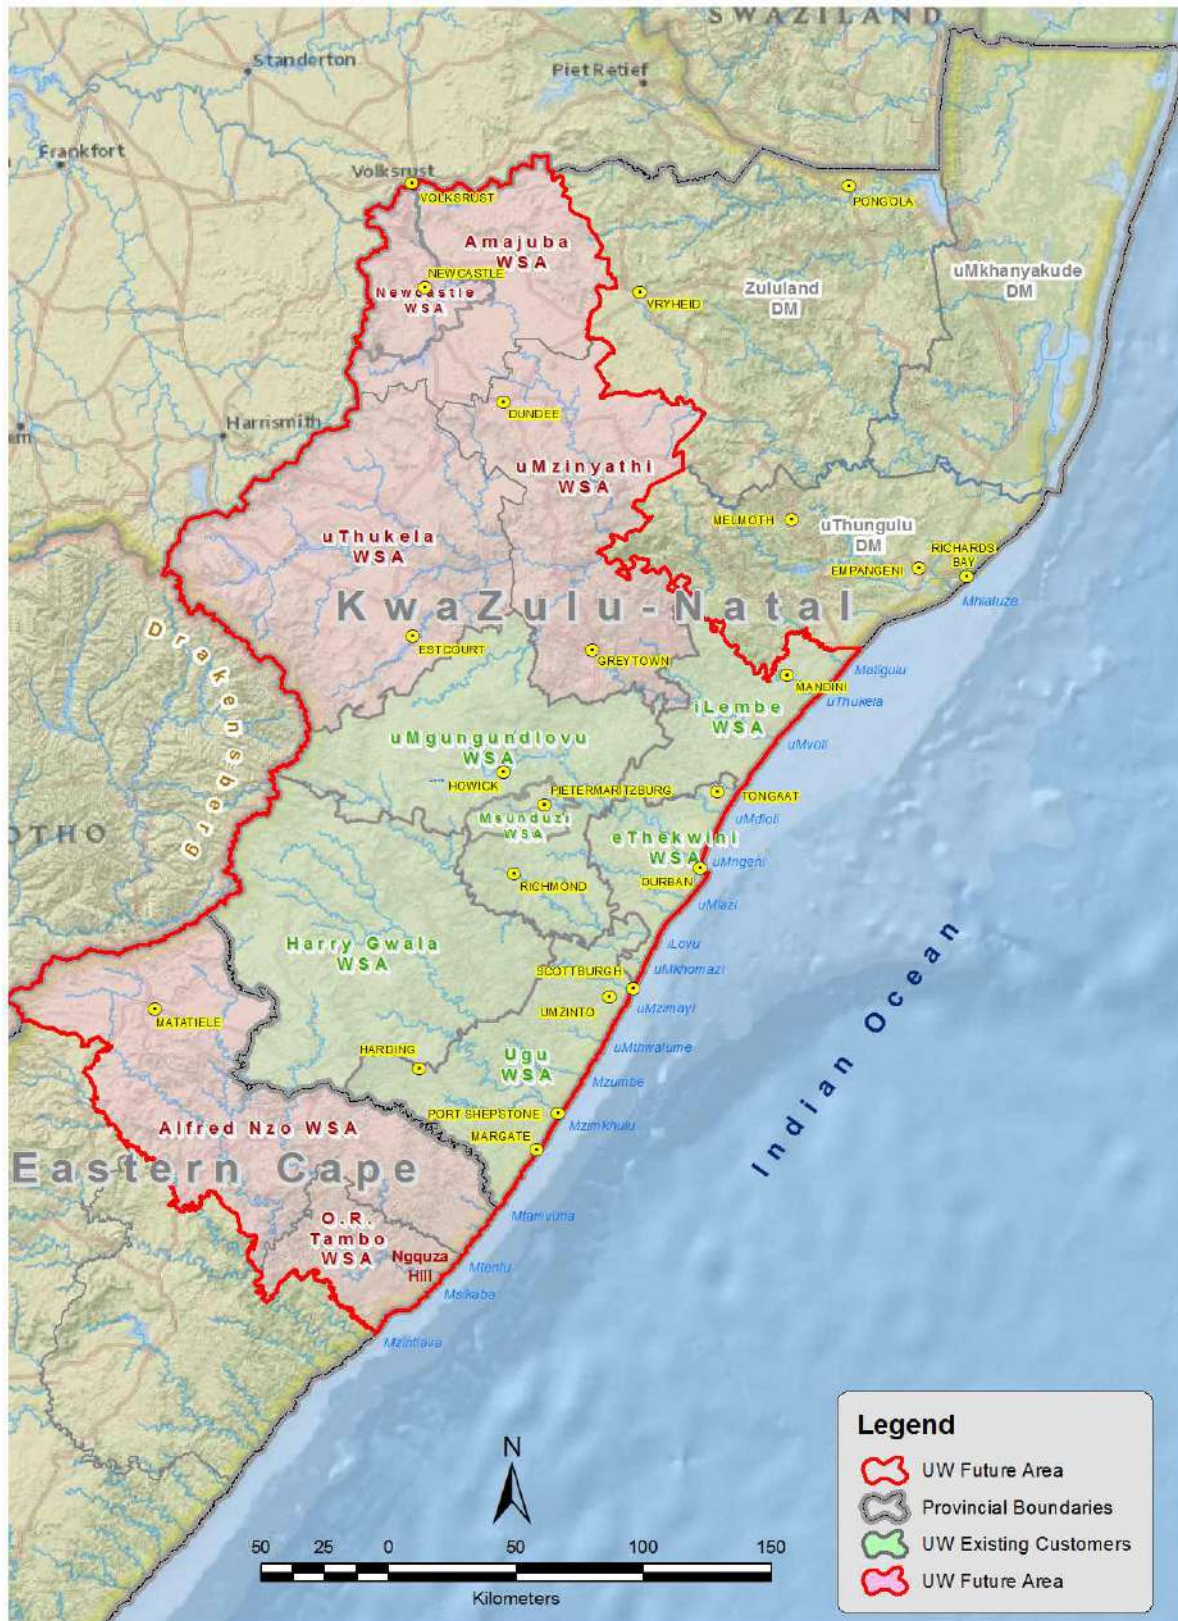 SWAZILAND
Standerton
Piet Retief
Frankfort
Volksrust
VOLKSRUST
PONGOLA
Amajuba
WSA
NEWCASTLE
Newcastle
WSA
VRYHEID
Zululand
DM
uMkhanyakude
DM
Harrismith
DUNDEE
uMzinyathi
WSA
uThukela
WSA
MELMOTH
uThungulu
DM
RICHARDS
BAY
EMPANGENI
Mhlatuze
KwaZulu-Natal
Drakensberg
ESTCOURT
GREYTOWN
Matigulu
MANDINI
uThukela
iLembe
WSA
uMvoti
uMgungundlovu
WSA
HOWICK
PIETERMARITZBURG
TONGAAT
uMdloti
Msunduzi
WSA
eThekwini
WSA
uMngeni
DURBAN
RICHMOND
uMlazi
OTHO
iLovu
Harry Gwala
WSA
SCOTTBURGH
uMkhomazi
UMZINTO
uMzimayi
MATATIELE
uMthwalume
HARDING
Ugu
WSA
Mzumbe
PORT SHEPSTONE
Mzimkhulu
MARGATE
Alfred Nzo WSA
Eastern Cape
Mtamvuna
O.R.
Tambo
WSA
Ngquza
Hill
Mtentu
Msikaba
Mzintlava
Indian Ocean
N
50 25 0 50 100 150
Kilometers
Legend
UW Future Area
Provincial Boundaries
UW Existing Customers
UW Future Area